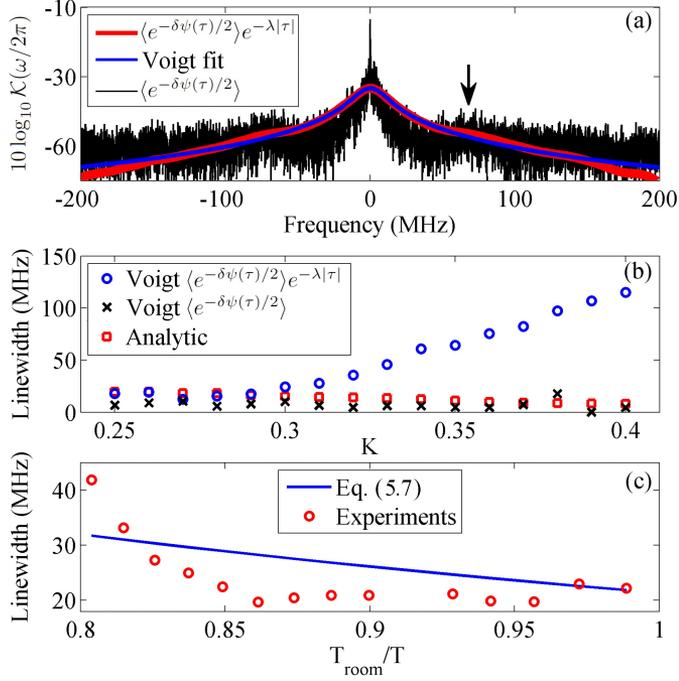 (a)
10 log₁₀ 𝒦(ω/2π)
-10
-30
-60
⟨e^{−δψ(τ)/2}⟩e^{−λ|τ|}
Voigt fit
⟨e^{−δψ(τ)/2}⟩
-200 -100 0 100 200
Frequency (MHz)
(b)
Linewidth (MHz)
150
100
50
0
Voigt ⟨e^{−δψ(τ)/2}⟩e^{−λ|τ|}
Voigt ⟨e^{−δψ(τ)/2}⟩
Analytic
0.25 0.3 0.35 0.4
K
(c)
Linewidth (MHz)
40
30
20
Eq. (5.7)
Experiments
0.8 0.85 0.9 0.95 1
T_{room}/T